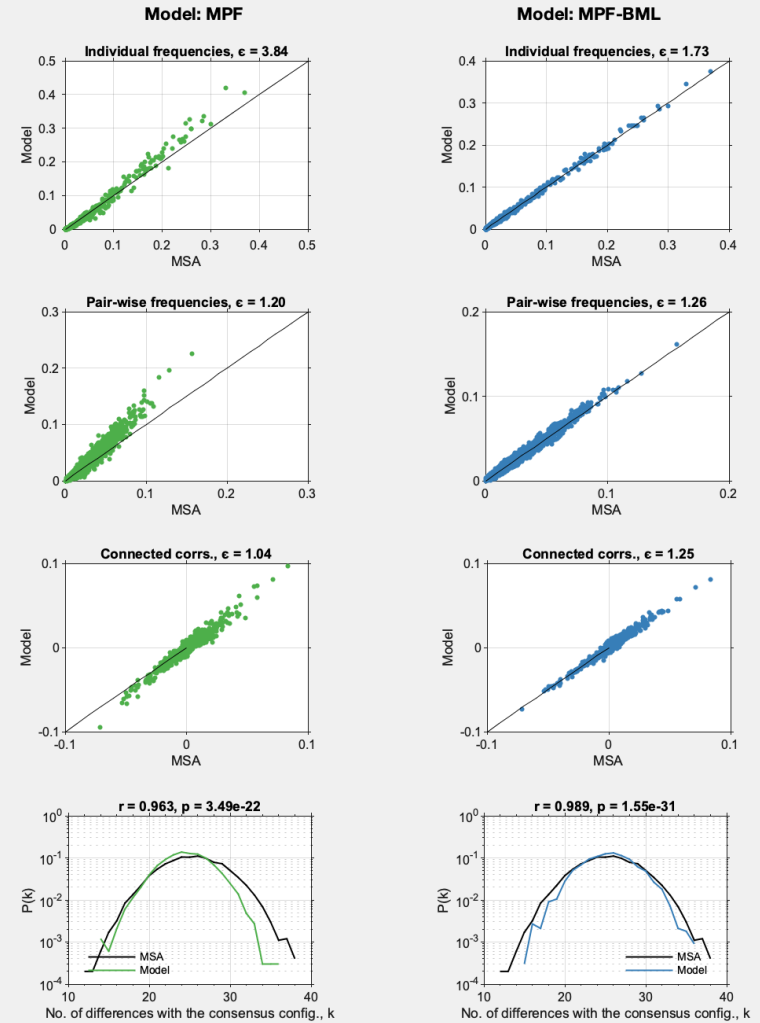 Model: MPF
Model: MPF-BML
Individual frequencies, ϵ = 3.84
0.5
0.4
0.3
0.2
0.1
0
Model
0 0.1 0.2 0.3 0.4 0.5
MSA
Individual frequencies, ϵ = 1.73
0.4
0.3
0.2
0.1
0
Model
0 0.1 0.2 0.3 0.4
MSA
Pair-wise frequencies, ϵ = 1.20
0.3
0.2
0.1
0
Model
0 0.1 0.2 0.3
MSA
Pair-wise frequencies, ϵ = 1.26
0.2
0.1
0
Model
0 0.1 0.2
MSA
Connected corrs., ϵ = 1.04
0.1
0
-0.1
Model
-0.1 0 0.1
MSA
Connected corrs., ϵ = 1.25
0.1
0
-0.1
Model
-0.1 0 0.1
MSA
r = 0.963, p = 3.49e-22
10⁰
10⁻¹
10⁻²
10⁻³
10⁻⁴
P(k)
MSA
Model
10 20 30 40
No. of differences with the consensus config., k
r = 0.989, p = 1.55e-31
10⁰
10⁻¹
10⁻²
10⁻³
10⁻⁴
P(k)
MSA
Model
10 20 30 40
No. of differences with the consensus config., k